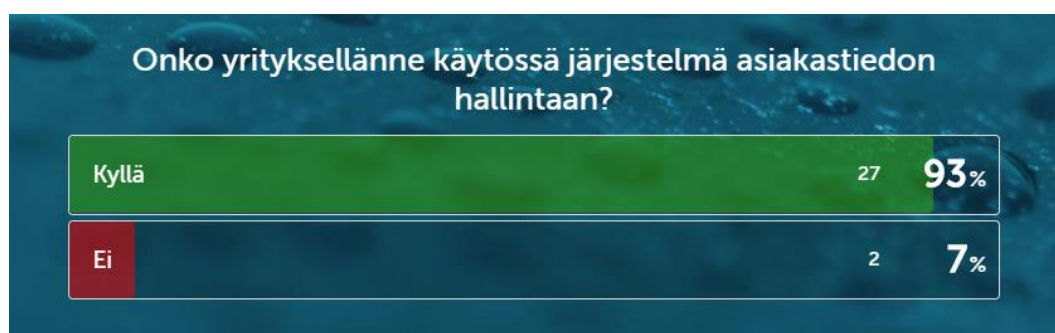 Onko yrityksellänne käytössä järjestelmä asiakastiedon
hallintaan?
Kyllä 27 93%
Ei 2 7%